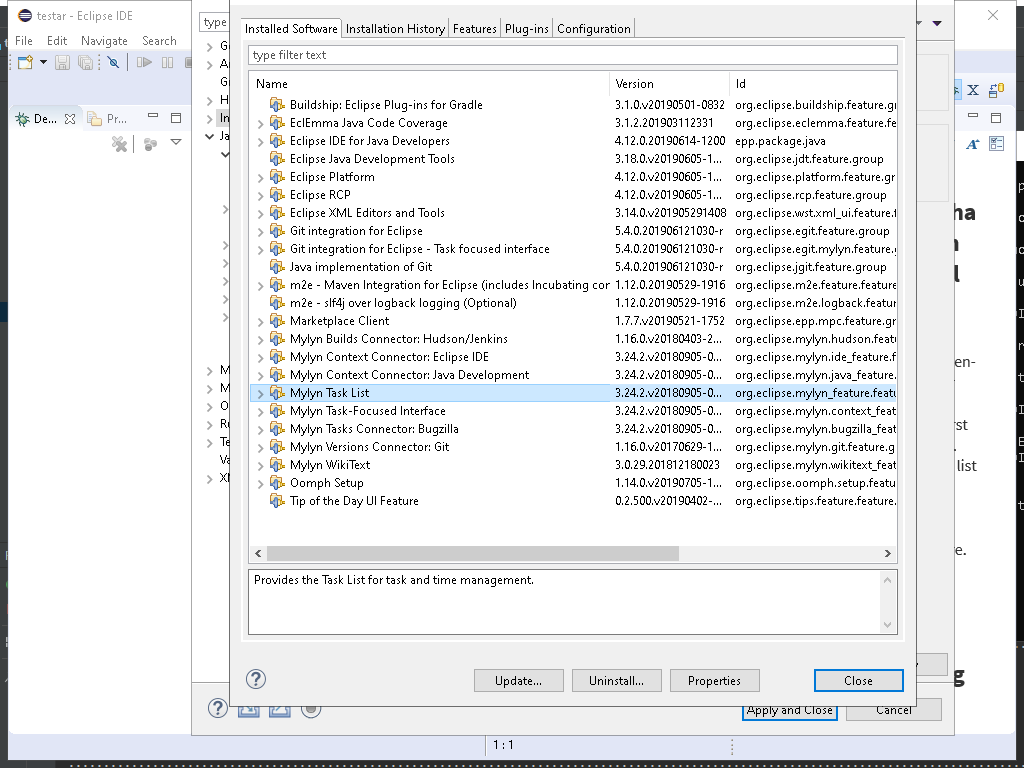 testar - Eclipse IDE
File Edit Navigate Search
type
De... Pr...
Installed Software Installation History Features Plug-ins Configuration
type filter text
Name Version Id
Buildship: Eclipse Plug-ins for Gradle 3.1.0.v20190501-0832 org.eclipse.buildship.feature.gr
EclEmma Java Code Coverage 3.1.2.201903112331 org.eclipse.eclemma.feature.fe
Eclipse IDE for Java Developers 4.12.0.20190614-1200 epp.package.java
Eclipse Java Development Tools 3.18.0.v20190605-1... org.eclipse.jdt.feature.group
Eclipse Platform 4.12.0.v20190605-1... org.eclipse.platform.feature.gr
Eclipse RCP 4.12.0.v20190605-1... org.eclipse.rcp.feature.group
Eclipse XML Editors and Tools 3.14.0.v201905291408 org.eclipse.wst.xml_ui.feature.f
Git integration for Eclipse 5.4.0.201906121030-r org.eclipse.egit.feature.group
Git integration for Eclipse - Task focused interface 5.4.0.201906121030-r org.eclipse.egit.mylyn.feature.
Java implementation of Git 5.4.0.201906121030-r org.eclipse.jgit.feature.group
m2e - Maven Integration for Eclipse (includes Incubating cor 1.12.0.20190529-1916 org.eclipse.m2e.feature.feature
m2e - slf4j over logback logging (Optional) 1.12.0.20190529-1916 org.eclipse.m2e.logback.featur
Marketplace Client 1.7.7.v20190521-1752 org.eclipse.epp.mpc.feature.gr
Mylyn Builds Connector: Hudson/Jenkins 1.16.0.v20180403-2... org.eclipse.mylyn.hudson.featu
Mylyn Context Connector: Eclipse IDE 3.24.2.v20180905-0... org.eclipse.mylyn.ide_feature.f
Mylyn Context Connector: Java Development 3.24.2.v20180905-0... org.eclipse.mylyn.java_feature.
Mylyn Task List 3.24.2.v20180905-0... org.eclipse.mylyn_feature.featu
Mylyn Task-Focused Interface 3.24.2.v20180905-0... org.eclipse.mylyn.context_feat
Mylyn Tasks Connector: Bugzilla 3.24.2.v20180905-0... org.eclipse.mylyn.bugzilla_feat
Mylyn Versions Connector: Git 1.16.0.v20170629-1... org.eclipse.mylyn.git.feature.g
Mylyn WikiText 3.0.29.201812180023 org.eclipse.mylyn.wikitext_feat
Oomph Setup 1.14.0.v20190705-1... org.eclipse.oomph.setup.featu
Tip of the Day UI Feature 0.2.500.v20190402-... org.eclipse.tips.feature.feature.
Provides the Task List for task and time management.
Update... Uninstall... Properties Close
Apply and Close Cancel
1 : 1